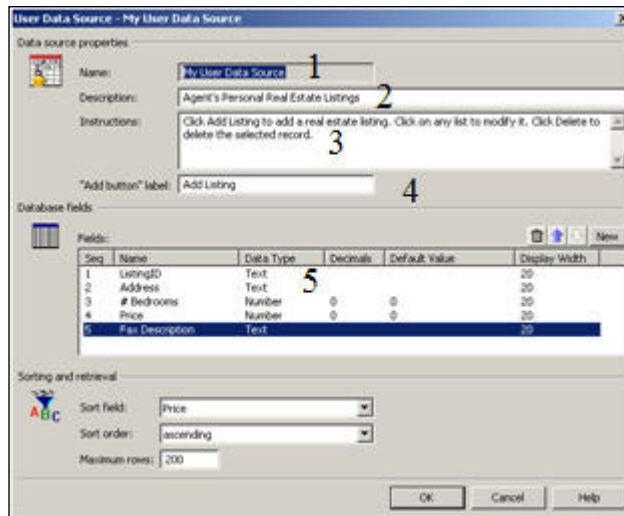 User Data Source - My User Data Source
Data source properties
Name: My User Data Source 1
Description: Agent's Personal Real Estate Listings 2
Instructions: Click Add Listing to add a real estate listing. Click on any list to modify it. Click Delete to
delete the selected record. 3
"Add button" label: Add Listing 4
Database fields
Fields: New
Seq Name Data Type Decimals Default Value Display Width
1 ListingID Text 20
2 Address Text 5 20
3 # Bedrooms Number 0 0 20
4 Price Number 0 0 20
5 Fax Description Text 20
Sorting and retrieval
ABC
Sort field: Price
Sort order: ascending
Maximum rows: 200
OK Cancel Help